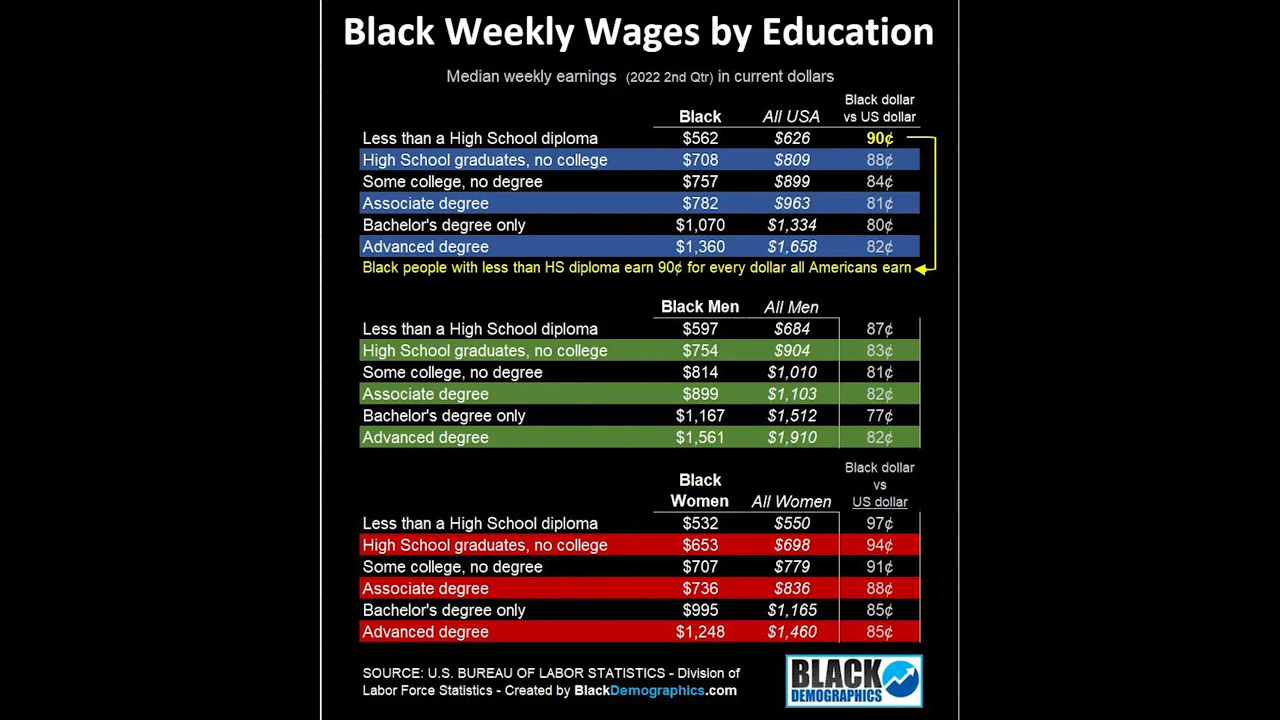 Black Weekly Wages by Education
Median weekly earnings (2022 2nd Qtr) in current dollars
Black dollar
Black All USA vs US dollar
Less than a High School diploma $562 $626 90¢
High School graduates, no college $708 $809 88¢
Some college, no degree $757 $899 84¢
Associate degree $782 $963 81¢
Bachelor's degree only $1,070 $1,334 80¢
Advanced degree $1,360 $1,658 82¢
Black people with less than HS diploma earn 90¢ for every dollar all Americans earn
Black Men All Men
Less than a High School diploma $597 $684 87¢
High School graduates, no college $754 $904 83¢
Some college, no degree $814 $1,010 81¢
Associate degree $899 $1,103 82¢
Bachelor's degree only $1,167 $1,512 77¢
Advanced degree $1,561 $1,910 82¢
Black dollar
Black vs
Women All Women US dollar
Less than a High School diploma $532 $550 97¢
High School graduates, no college $653 $698 94¢
Some college, no degree $707 $779 91¢
Associate degree $736 $836 88¢
Bachelor's degree only $995 $1,165 85¢
Advanced degree $1,248 $1,460 85¢
SOURCE: U.S. BUREAU OF LABOR STATISTICS - Division of
Labor Force Statistics - Created by BlackDemographics.com
BLACK
DEMOGRAPHICS